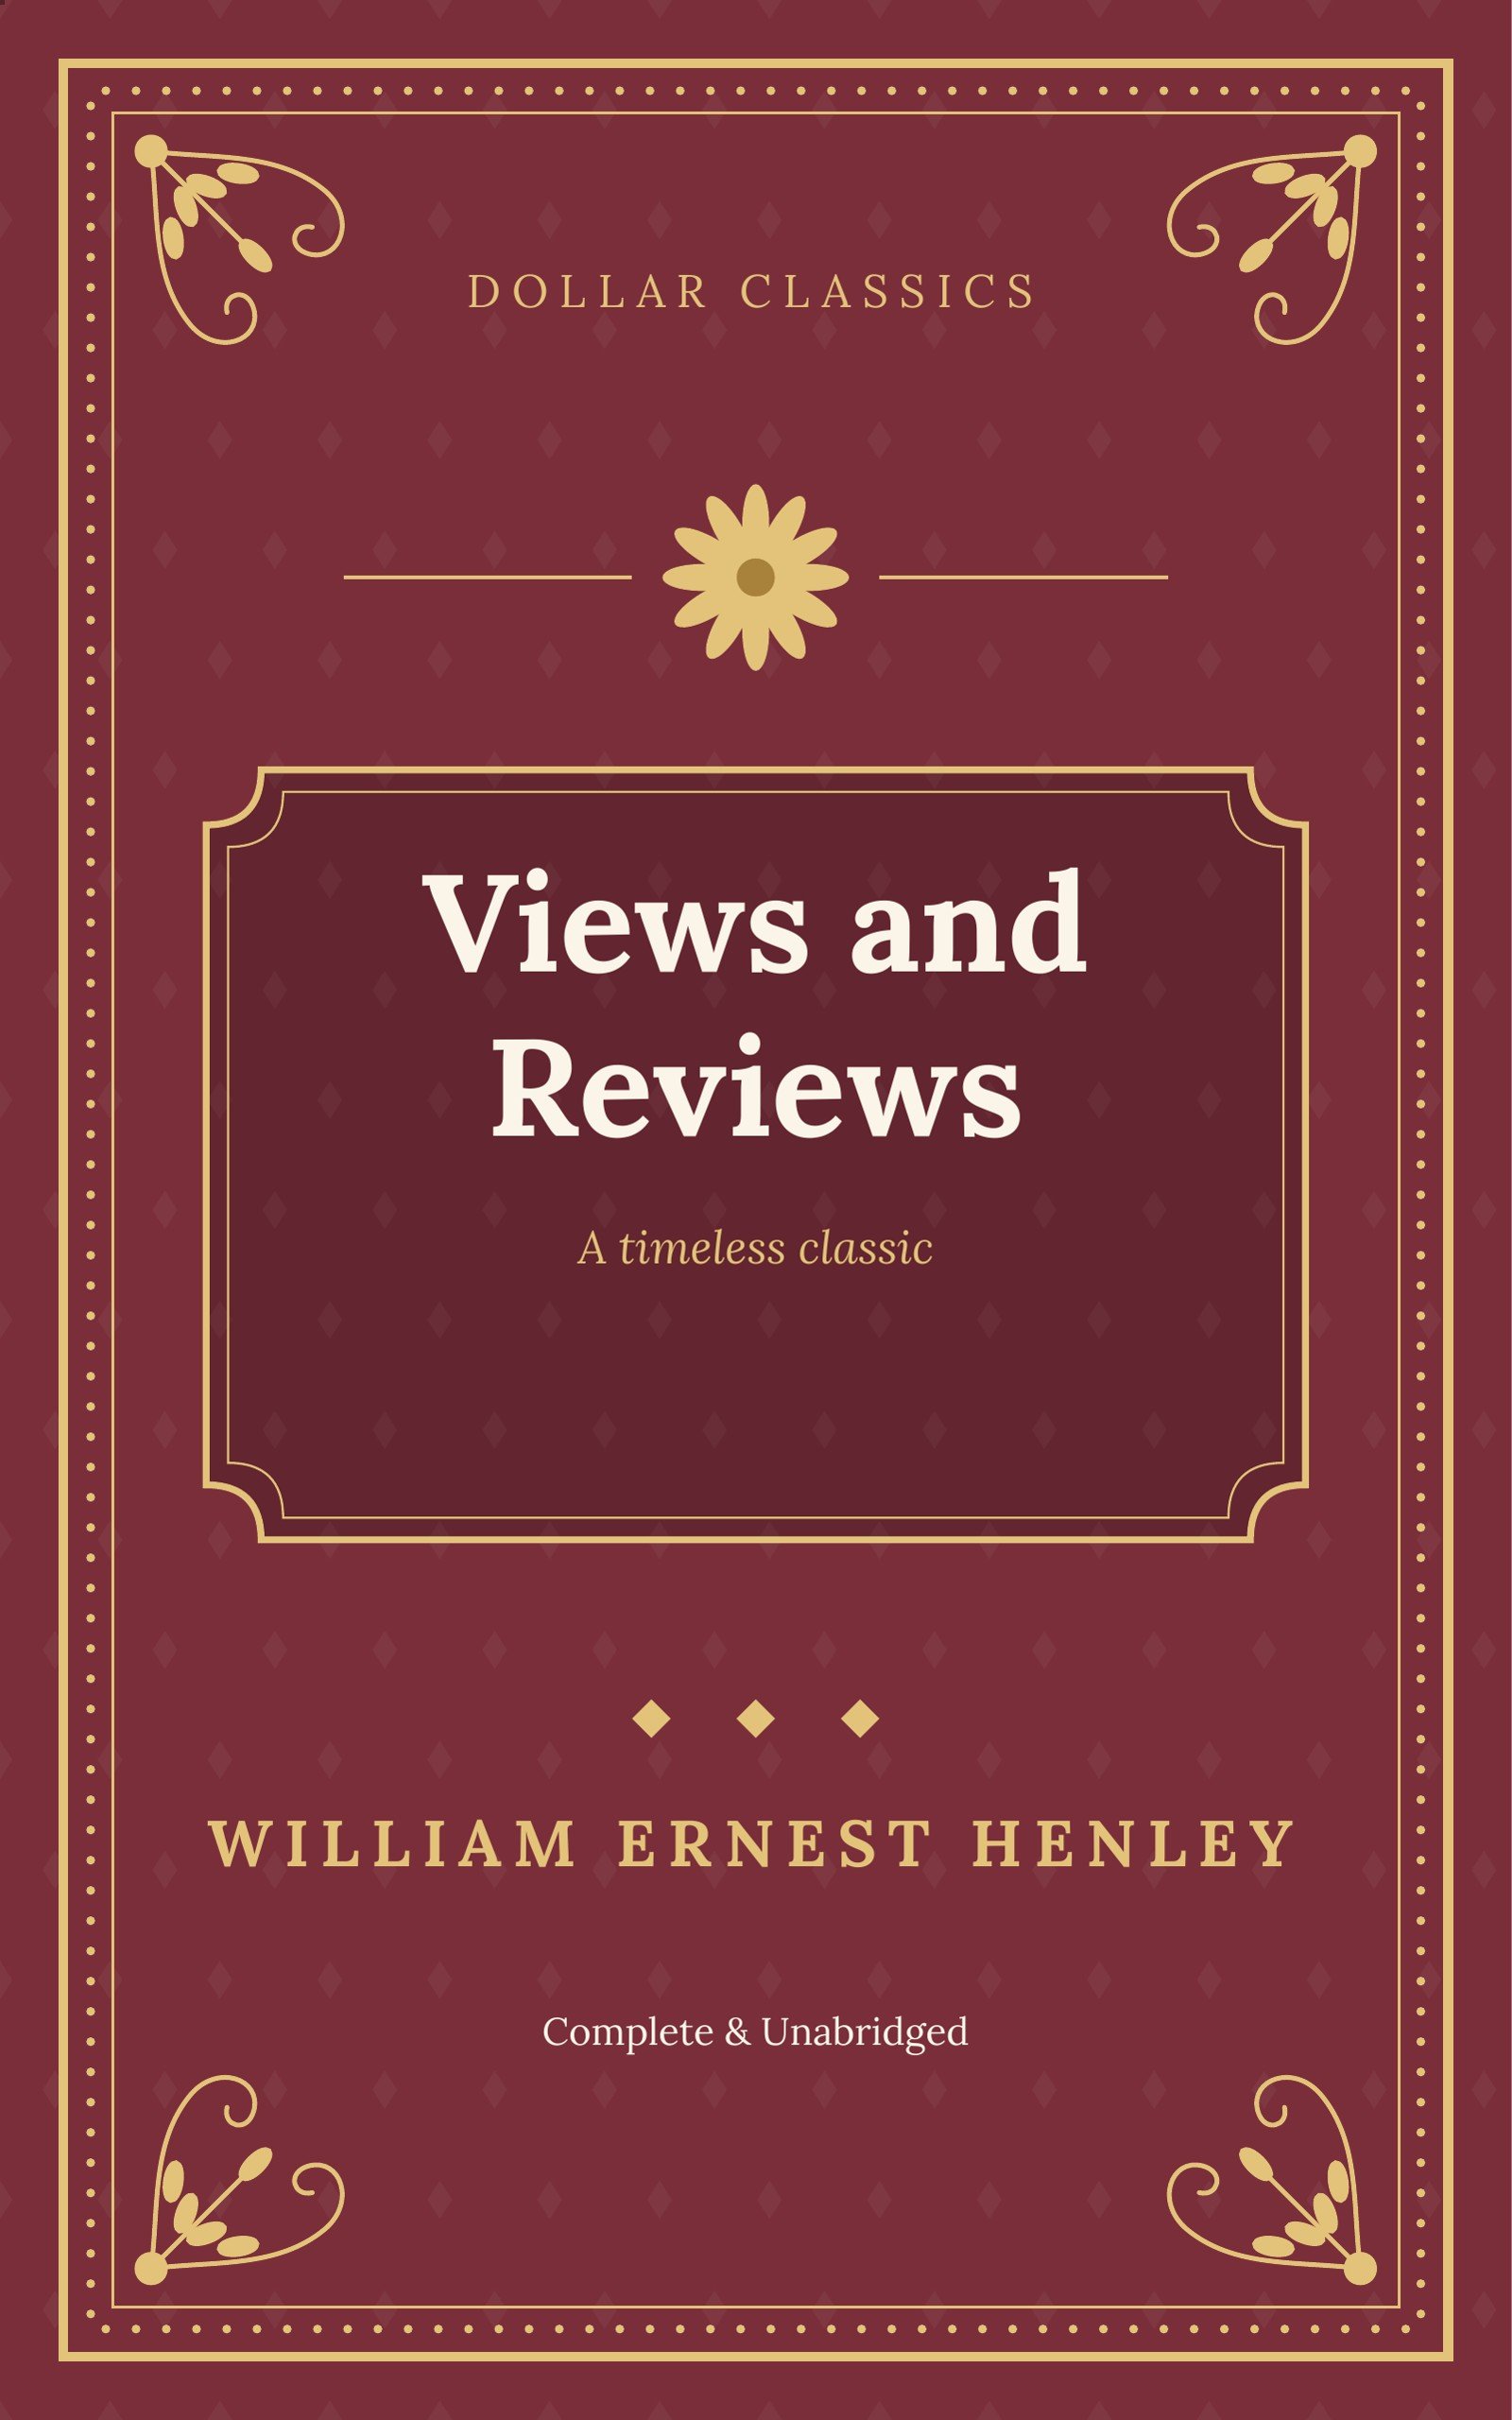 DOLLAR CLASSICS
Views and
Reviews
A timeless classic
WILLIAM ERNEST HENLEY
Complete & Unabridged